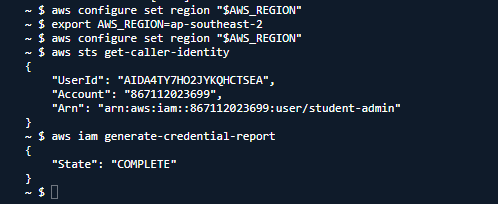 ~ $ aws configure set region "$AWS_REGION"
~ $ export AWS_REGION=ap-southeast-2
~ $ aws configure set region "$AWS_REGION"
~ $ aws sts get-caller-identity
{
    "UserId": "AIDA4TY7HO2JYKQHCTSEA",
    "Account": "867112023699",
    "Arn": "arn:aws:iam::867112023699:user/student-admin"
}
~ $ aws iam generate-credential-report
{
    "State": "COMPLETE"
}
~ $